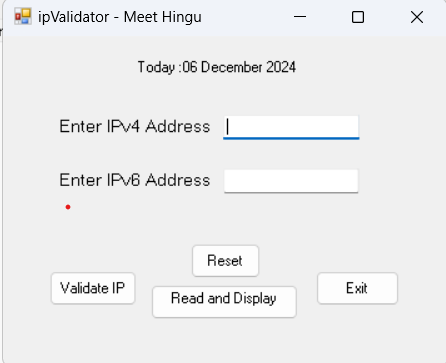 ipValidator - Meet Hingu
Today :06 December 2024
Enter IPv4 Address
Enter IPv6 Address
Reset
Validate IP
Read and Display
Exit